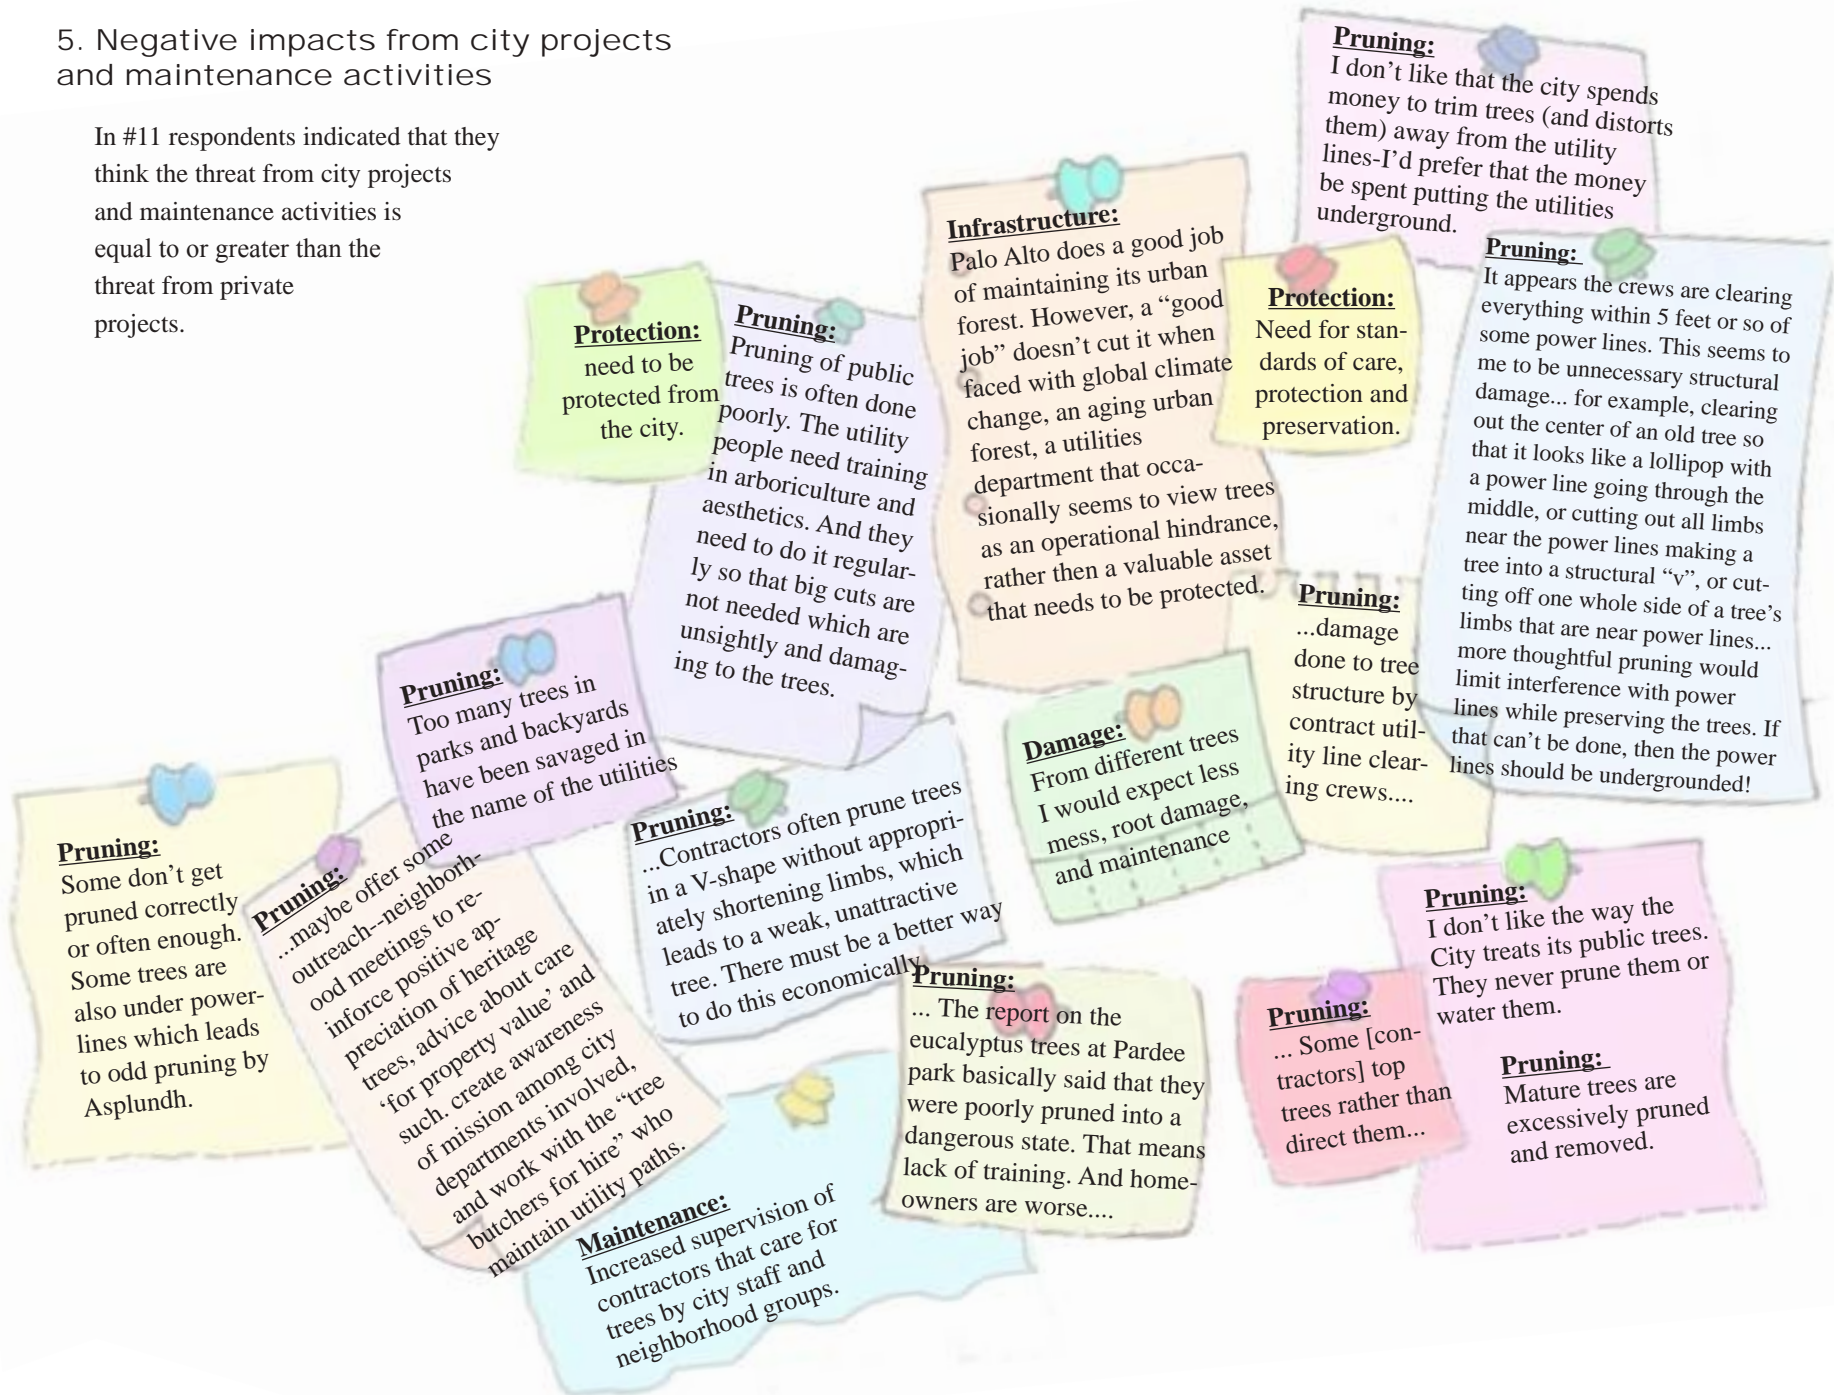 5. Negative impacts from city projects
and maintenance activities
In #11 respondents indicated that they
think the threat from city projects
and maintenance activities is
equal to or greater than the
threat from private
projects.
Pruning:
I don't like that the city spends
money to trim trees (and distorts
them) away from the utility
lines-I'd prefer that the money
be spent putting the utilities
underground.
Infrastructure:
Palo Alto does a good job
of maintaining its urban
forest. However, a “good
job” doesn't cut it when
faced with global climate
change, an aging urban
forest, a utilities
department that occa-
sionally seems to view trees
as an operational hindrance,
rather then a valuable asset
that needs to be protected.
Protection:
Need for stan-
dards of care,
protection and
preservation.
Pruning:
It appears the crews are clearing
everything within 5 feet or so of
some power lines. This seems to
me to be unnecessary structural
damage... for example, clearing
out the center of an old tree so
that it looks like a lollipop with
a power line going through the
middle, or cutting out all limbs
near the power lines making a
tree into a structural “v”, or cut-
ting off one whole side of a tree's
limbs that are near power lines...
more thoughtful pruning would
limit interference with power
lines while preserving the trees. If
that can't be done, then the power
lines should be undergrounded!
Protection:
need to be
protected from
the city.
Pruning:
Pruning of public
trees is often done
poorly. The utility
people need training
in arboriculture and
aesthetics. And they
need to do it regular-
ly so that big cuts are
not needed which are
unsightly and damag-
ing to the trees.
Pruning:
...damage
done to tree
structure by
contract util-
ity line clear-
ing crews....
Pruning:
Too many trees in
parks and backyards
have been savaged in
the name of the utilities
Damage:
From different trees
I would expect less
mess, root damage,
and maintenance
Pruning:
...Contractors often prune trees
in a V-shape without appropri-
ately shortening limbs, which
leads to a weak, unattractive
tree. There must be a better way
to do this economically.
Pruning:
Some don't get
pruned correctly
or often enough.
Some trees are
also under power-
lines which leads
to odd pruning by
Asplundh.
Pruning:
...maybe offer some
outreach--neighborh-
ood meetings to re-
inforce positive ap-
preciation of heritage
trees, advice about care
‘for property value’ and
such. create awareness
of mission among city
departments involved,
and work with the “tree
butchers for hire” who
maintain utility paths.
Pruning:
I don't like the way the
City treats its public trees.
They never prune them or
water them.
Pruning:
Mature trees are
excessively pruned
and removed.
Pruning:
... The report on the
eucalyptus trees at Pardee
park basically said that they
were poorly pruned into a
dangerous state. That means
lack of training. And home-
owners are worse....
Pruning:
... Some [con-
tractors] top
trees rather than
direct them...
Maintenance:
Increased supervision of
contractors that care for
trees by city staff and
neighborhood groups.